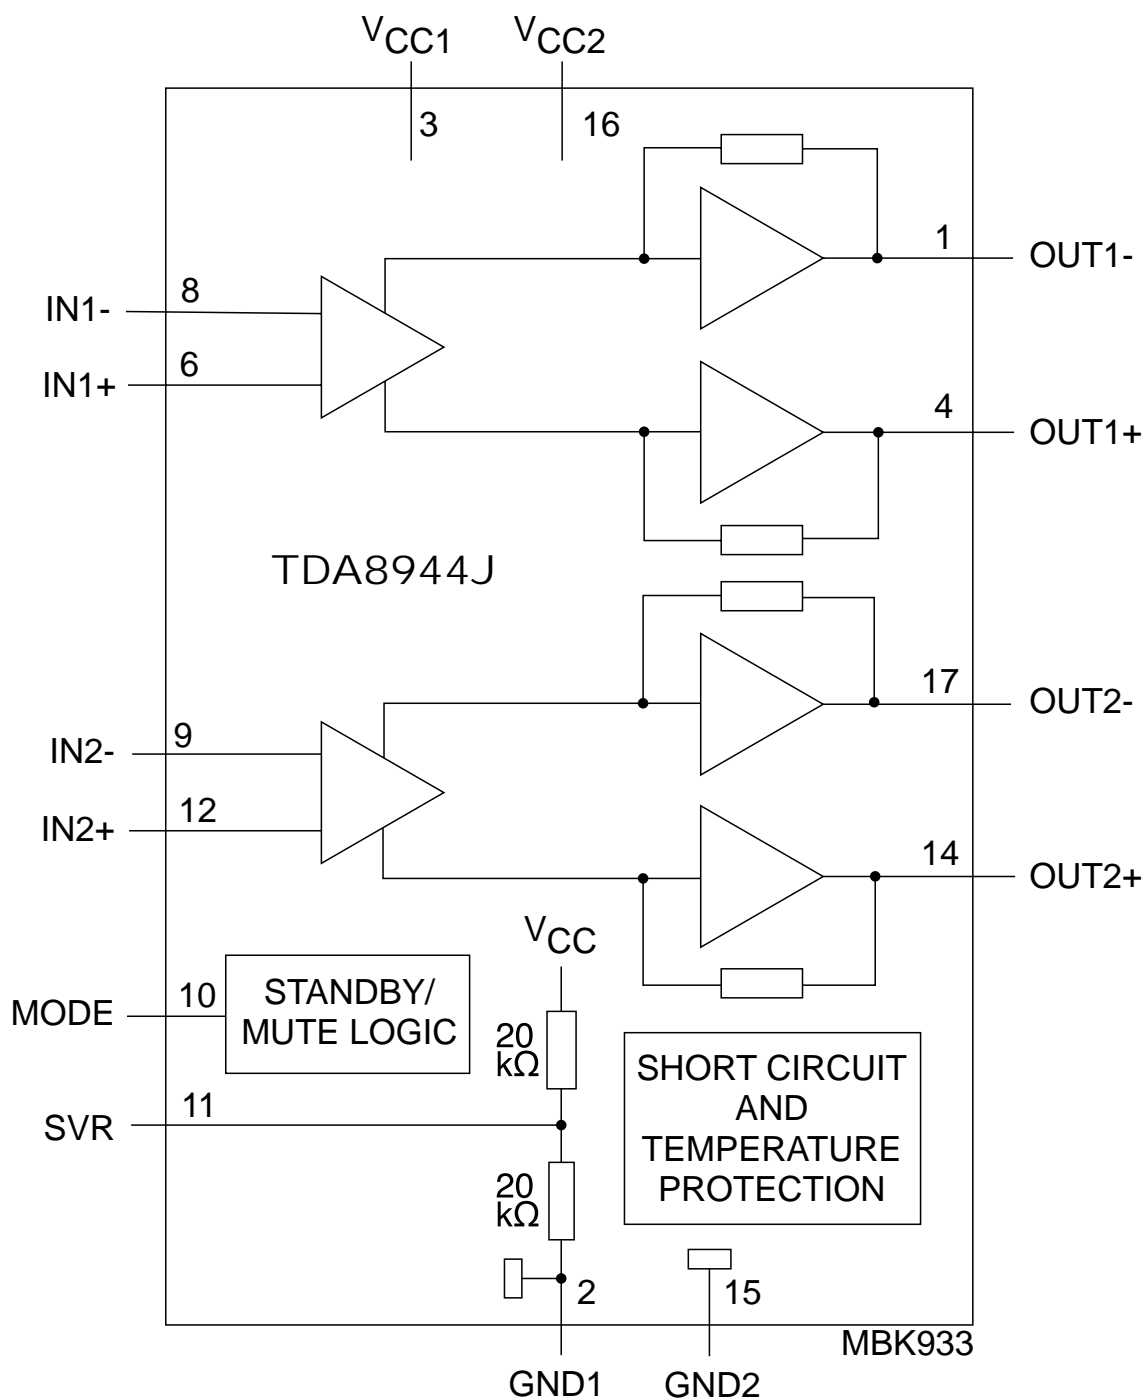 VCC1
VCC2
3
16
1
OUT1-
8
IN1-
6
IN1+
4
OUT1+
TDA8944J
17
OUT2-
9
IN2-
12
IN2+
14
OUT2+
VCC
STANDBY/
MUTE LOGIC
10
MODE
20
kΩ
SHORT CIRCUIT
AND
TEMPERATURE
PROTECTION
11
SVR
20
kΩ
2
15
MBK933
GND1
GND2